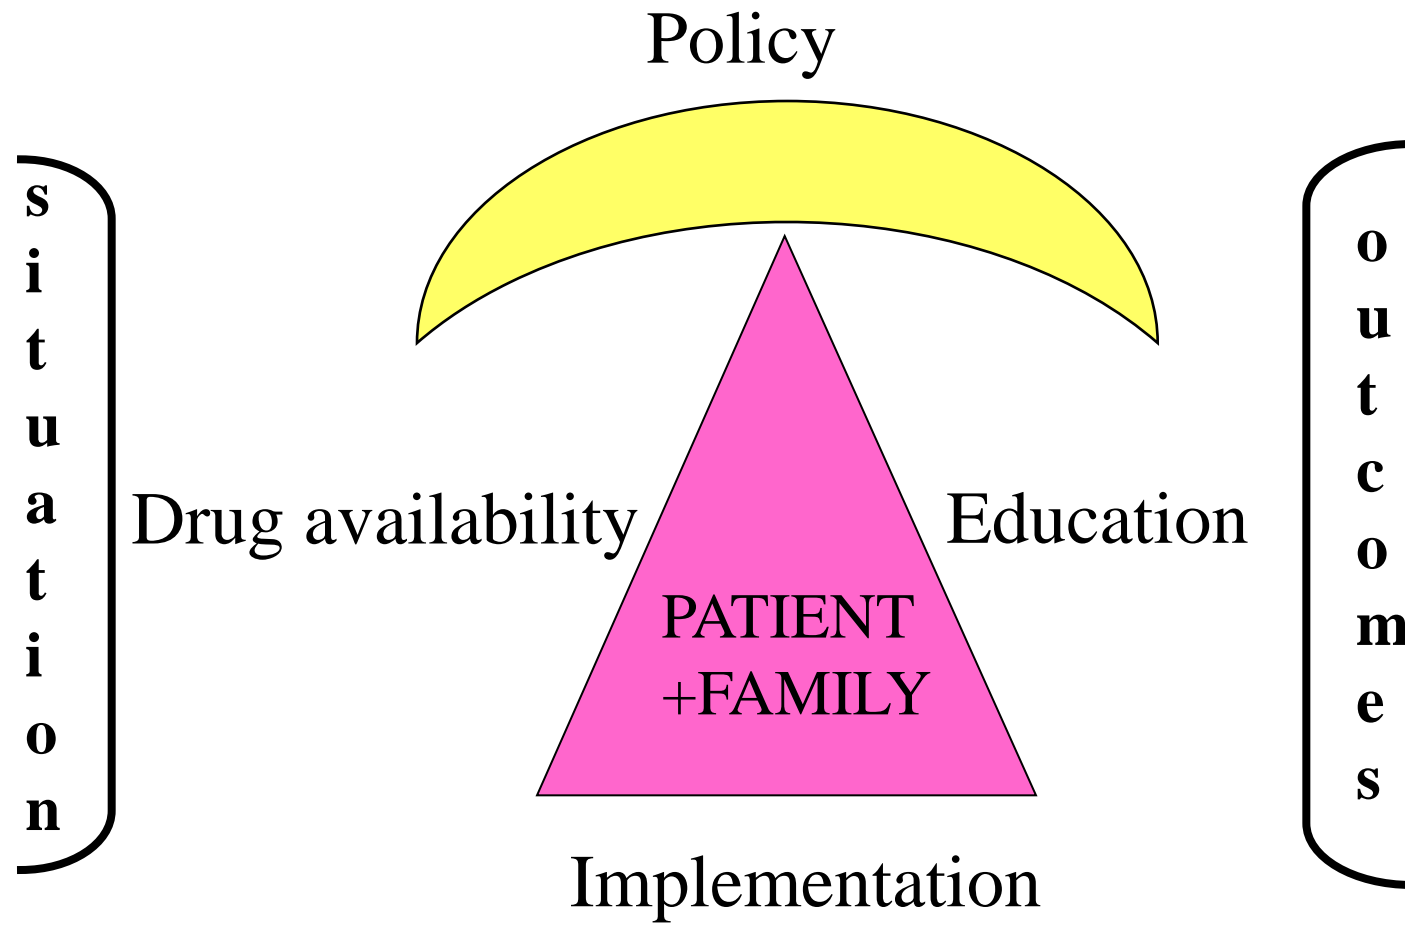 Policy
situation
Drug availability
Education
PATIENT
+FAMILY
Implementation
outcomes